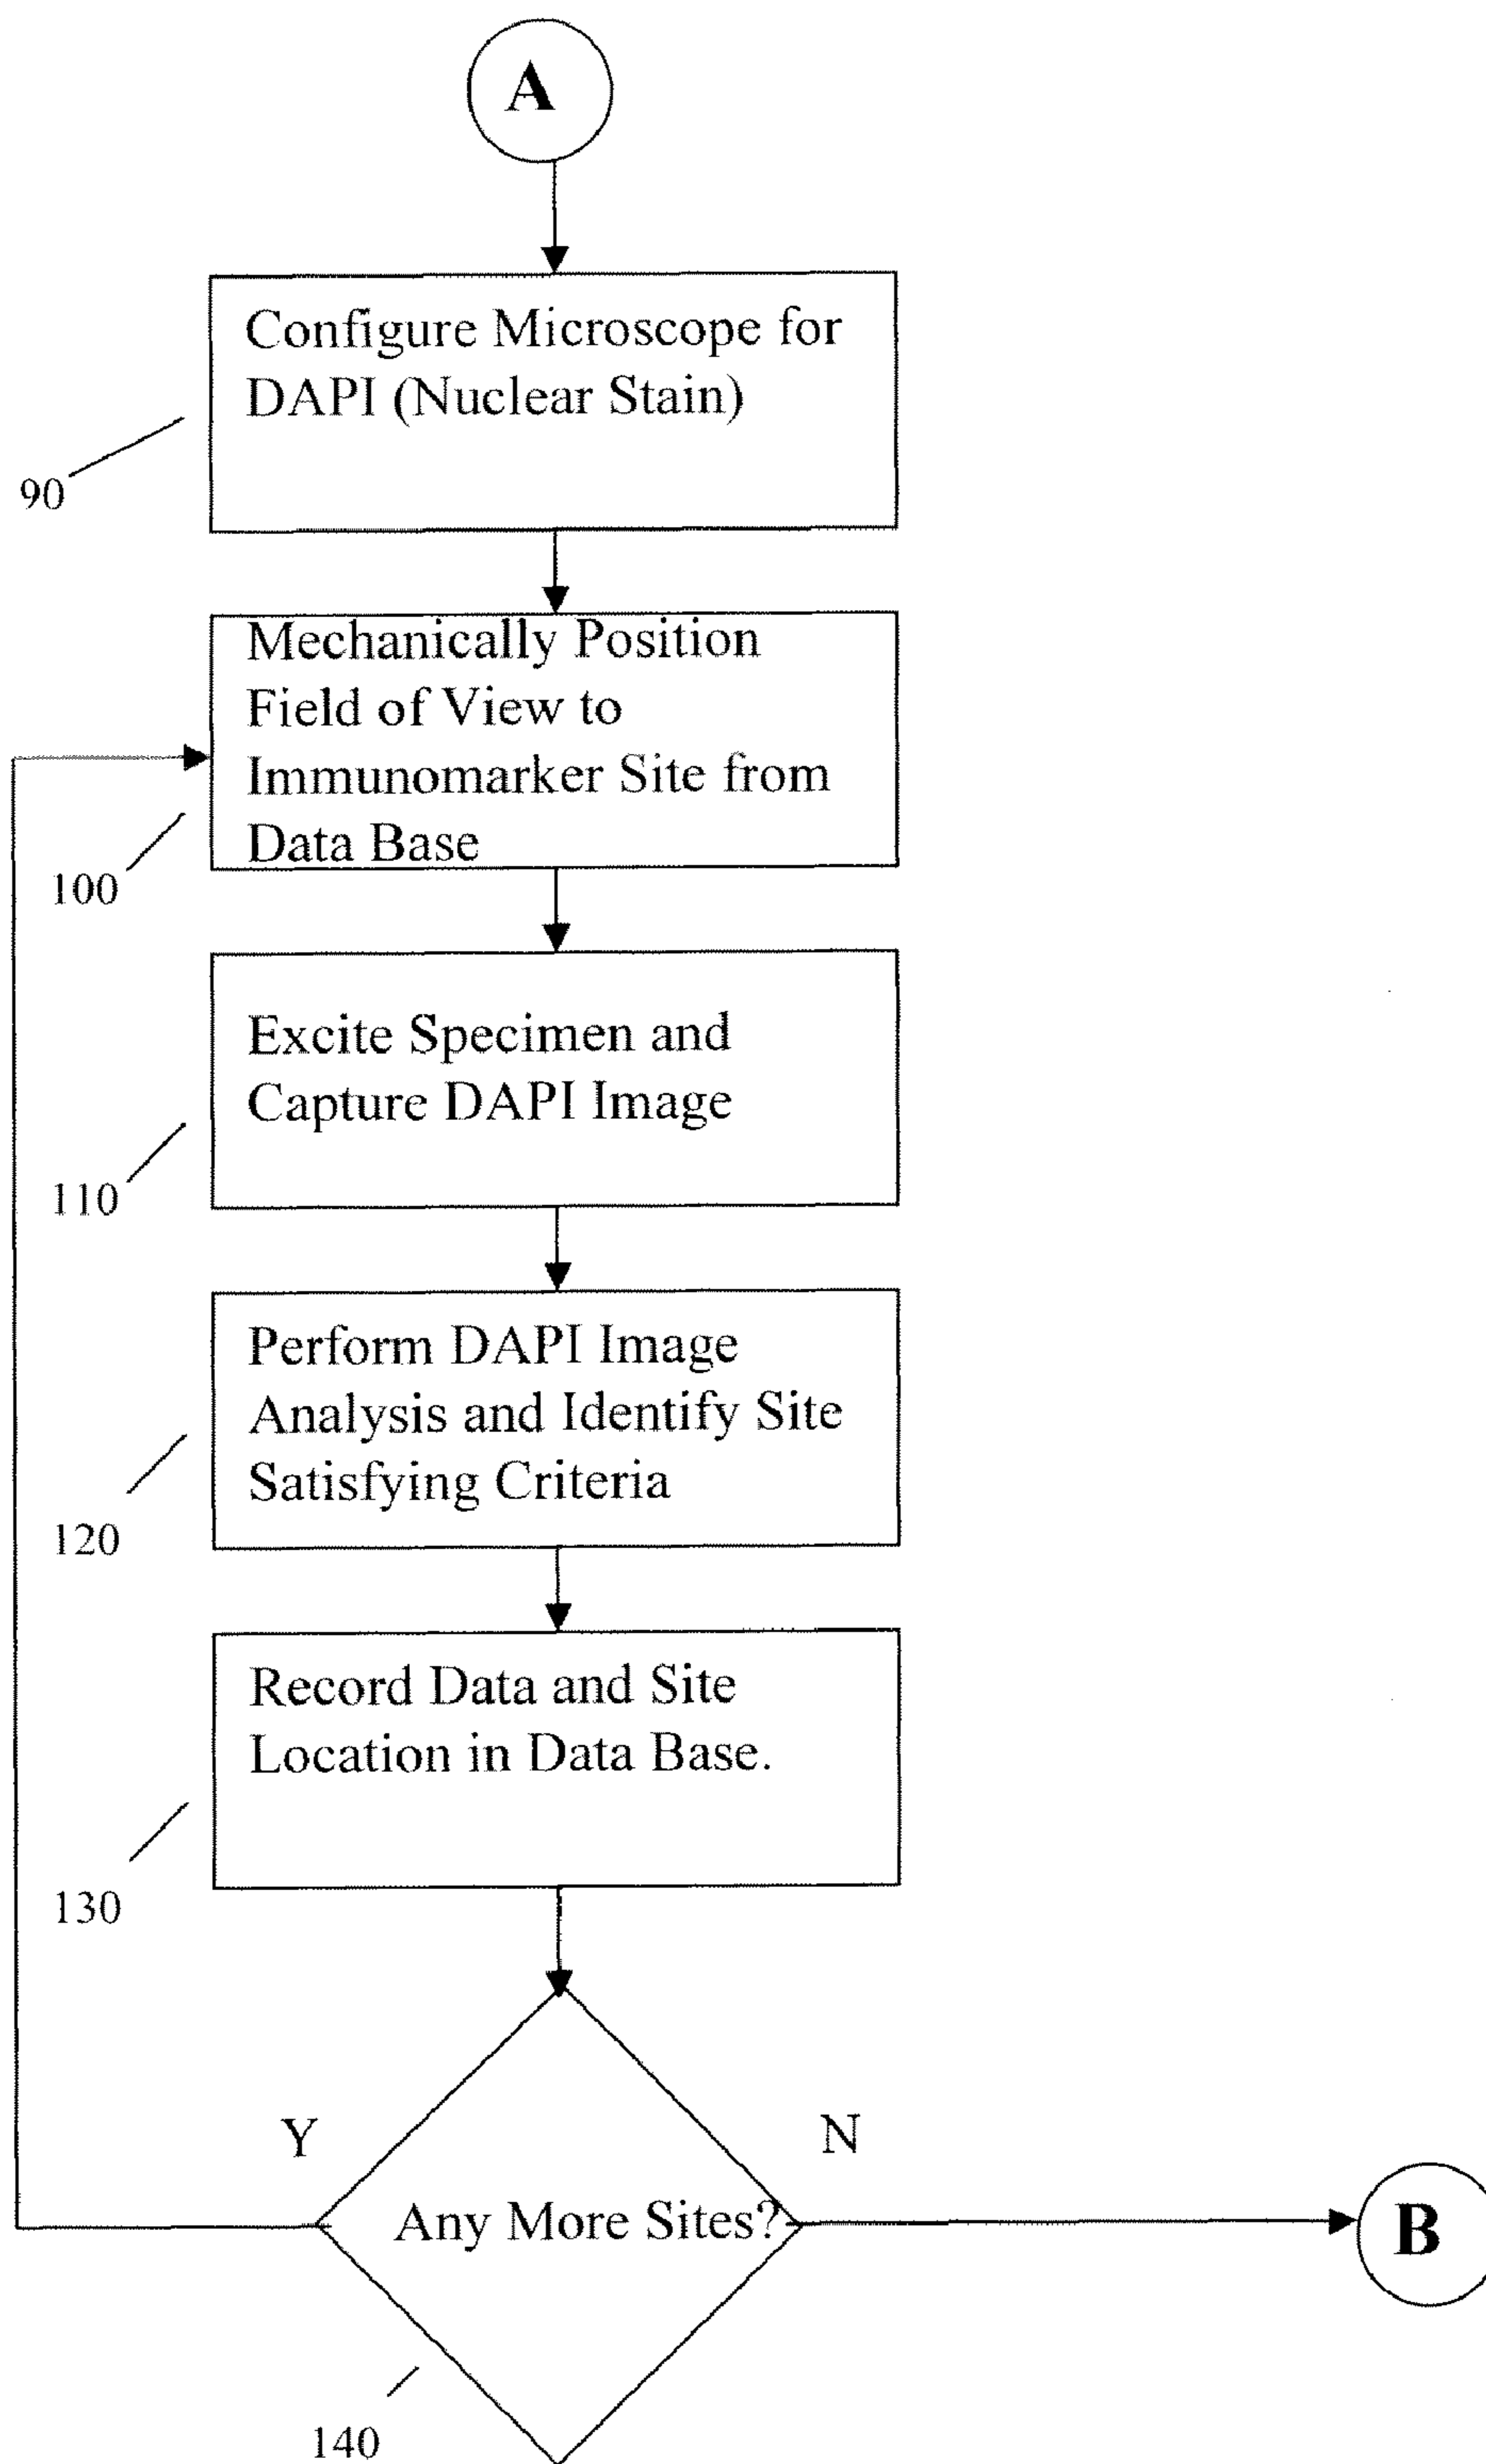 A
Configure Microscope for
DAPI (Nuclear Stain)
90
Mechanically Position
Field of View to
Immunomarker Site from
Data Base
100
Excite Specimen and
Capture DAPI Image
110
Perform DAPI Image
Analysis and Identify Site
Satisfying Criteria
120
Record Data and Site
Location in Data Base.
130
Y
N
Any More Sites?
B
140